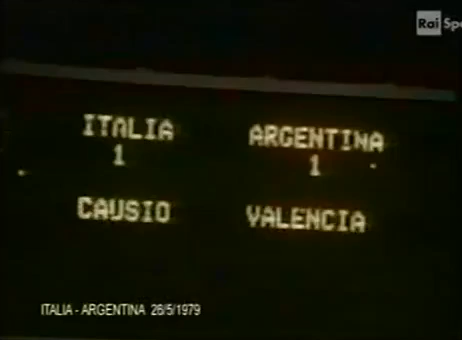 Rai Spo
ITALIA ARGENTINA
1 1
CAUSIO VALENCIA
ITALIA - ARGENTINA 26/5/1979